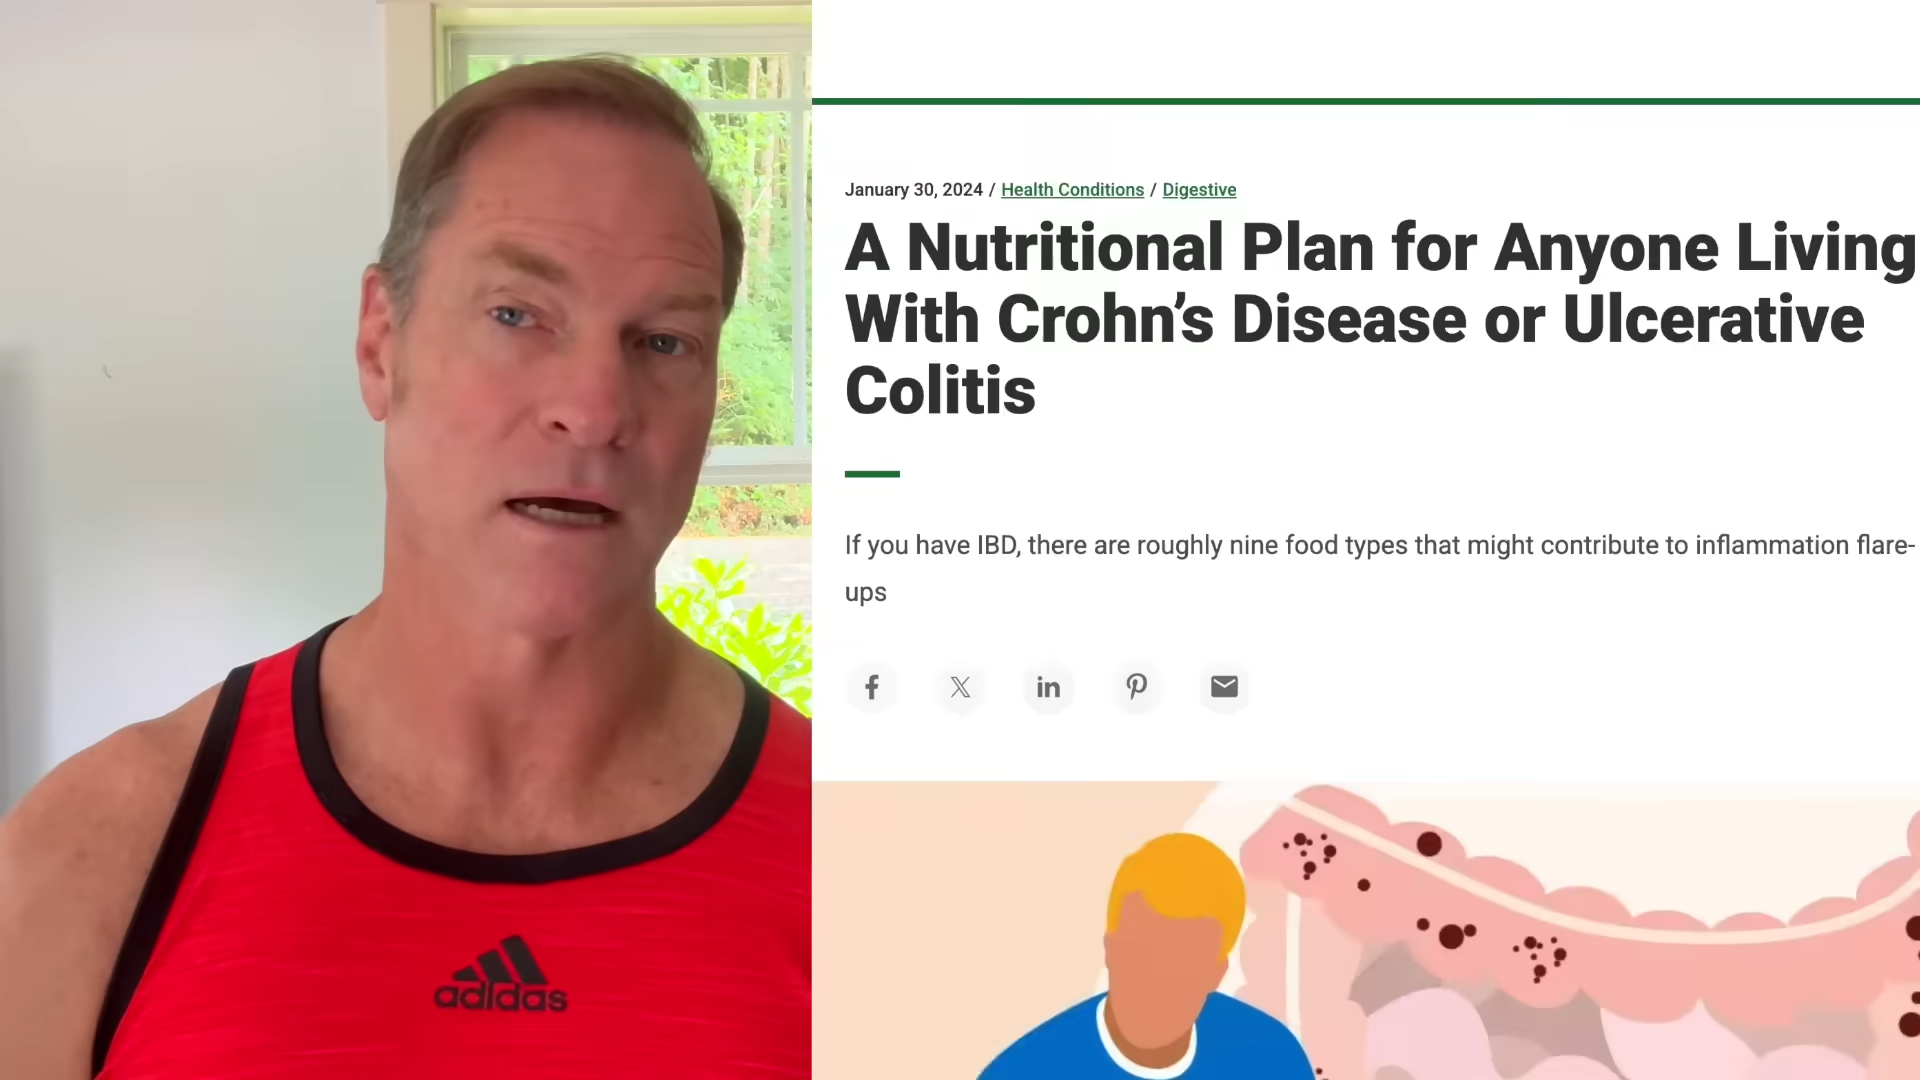 January 30, 2024 / Health Conditions / Digestive
A Nutritional Plan for Anyone Living
With Crohn’s Disease or Ulcerative
Colitis
If you have IBD, there are roughly nine food types that might contribute to inflammation flare-
ups
adidas